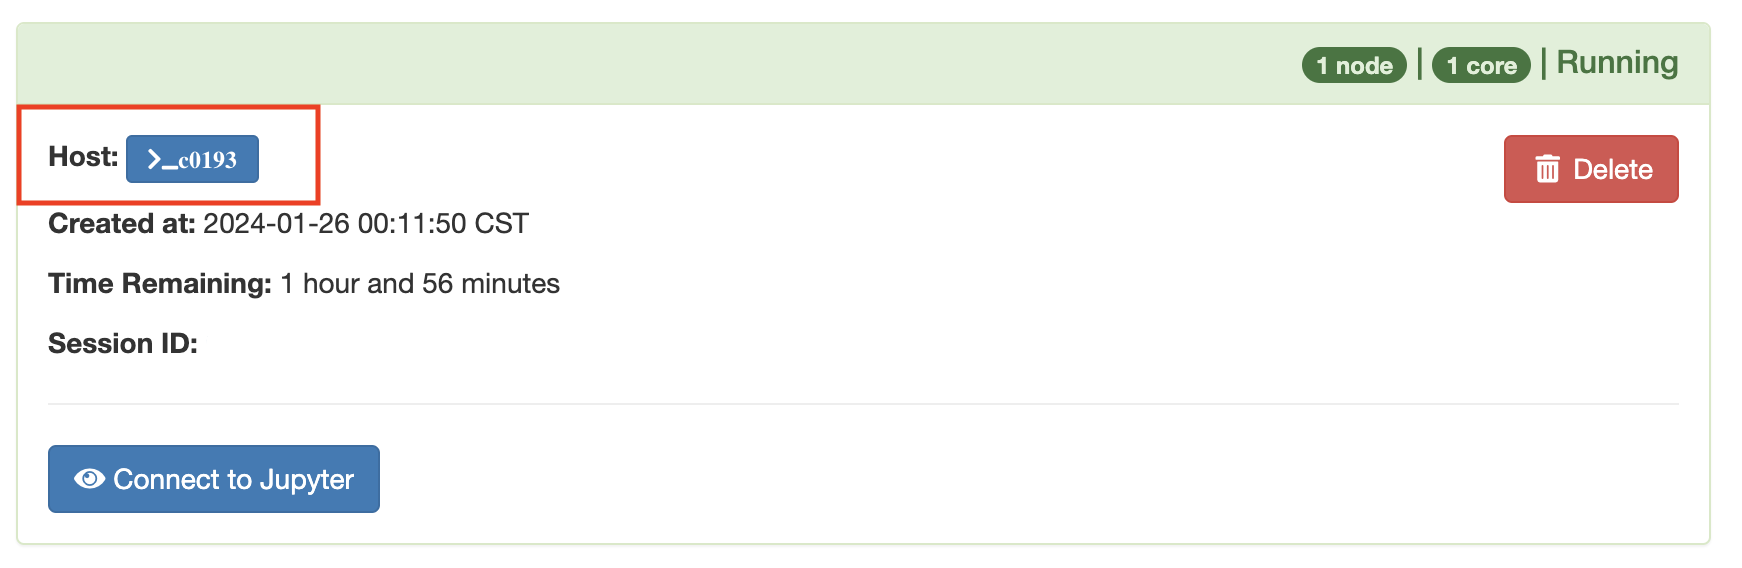 1 node | 1 core | Running
Host: >_c0193
Delete
Created at: 2024-01-26 00:11:50 CST
Time Remaining: 1 hour and 56 minutes
Session ID:
Connect to Jupyter